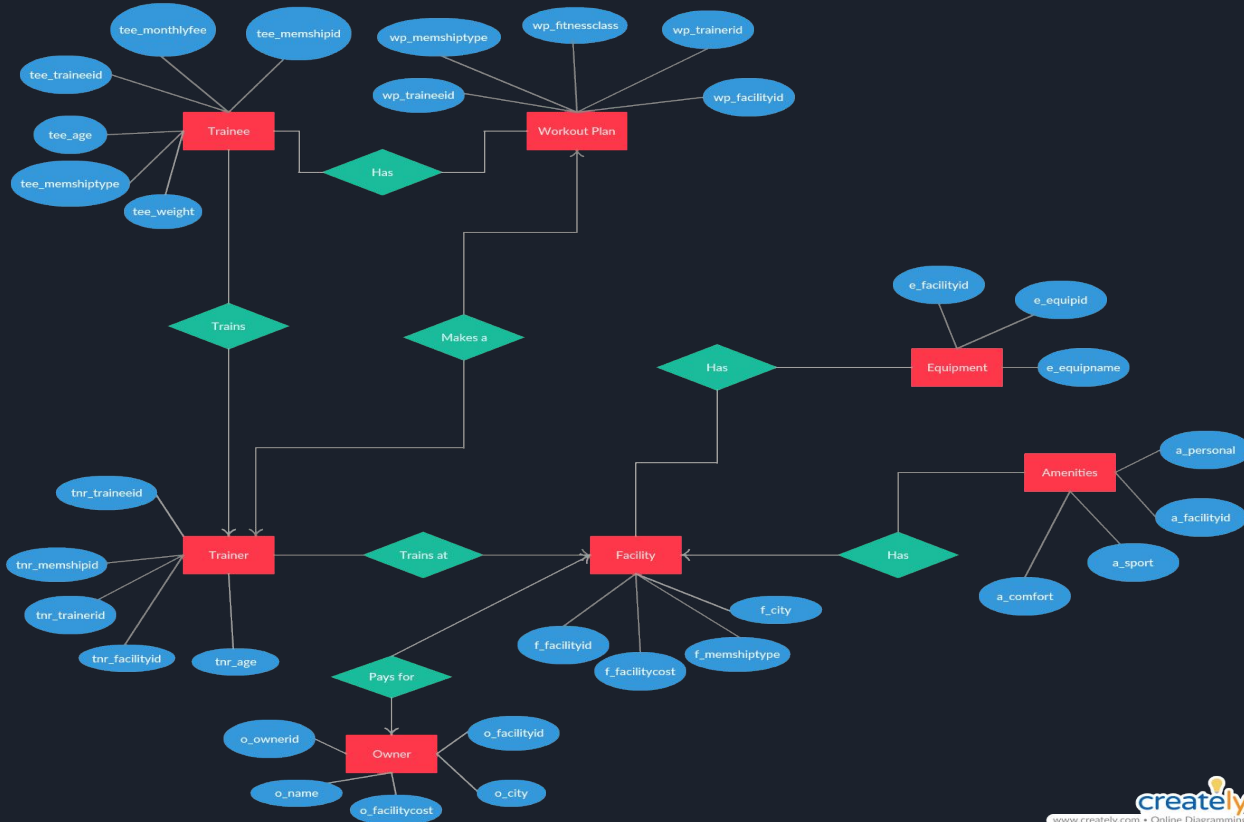 tee_monthlyfee
tee_memshipid
wp_memshiptype
wp_fitnessclass
wp_trainerid
tee_traineeid
wp_traineeid
wp_facilityid
tee_age
Trainee
Workout Plan
tee_memshiptype
Has
tee_weight
e_facilityid
e_equipid
Trains
Makes a
Has
Equipment
e_equipname
a_personal
Amenities
tnr_traineeid
a_facilityid
Trainer
Trains at
Facility
Has
tnr_memshipid
a_sport
a_comfort
tnr_trainerid
f_city
f_facilityid
f_memshiptype
tnr_facilityid
tnr_age
f_facilitycost
Pays for
o_ownerid
o_facilityid
Owner
o_name
o_city
o_facilitycost
creately
www.creately.com • Online Diagramming